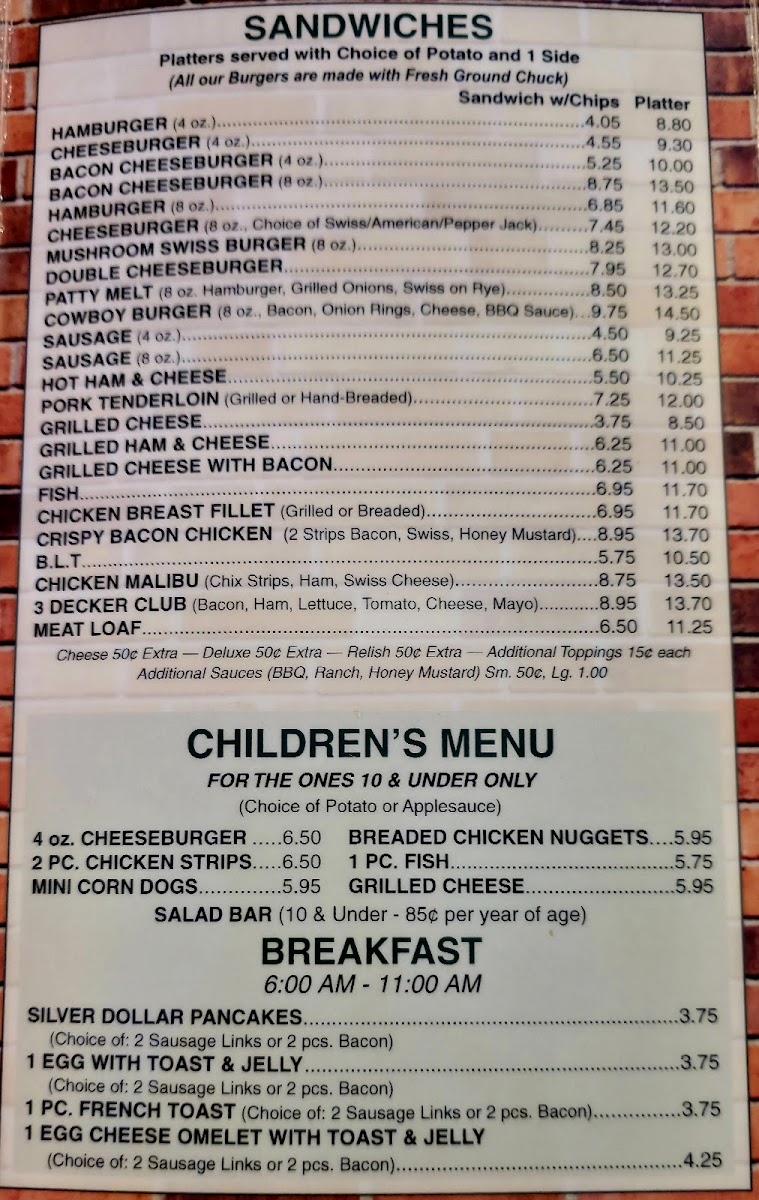 SANDWICHES
Platters served with Choice of Potato and 1 Side
(All our Burgers are made with Fresh Ground Chuck)
Sandwich w/Chips Platter
HAMBURGER (4 oz.)...4.05 8.80
CHEESEBURGER (4 oz.)...4.55 9.30
BACON CHEESEBURGER (4 oz.)...5.25 10.00
BACON CHEESEBURGER (8 oz.)...8.75 13.50
HAMBURGER (8 oz.)...6.85 11.60
CHEESEBURGER (8 oz., Choice of Swiss/American/Pepper Jack)...7.45 12.20
MUSHROOM SWISS BURGER (8 oz.)...8.25 13.00
DOUBLE CHEESEBURGER...7.95 12.70
PATTY MELT (8 oz. Hamburger, Grilled Onions, Swiss on Rye)...8.50 13.25
COWBOY BURGER (8 oz., Bacon, Onion Rings, Cheese, BBQ Sauce)...9.75 14.50
SAUSAGE (4 oz.)...4.50 9.25
SAUSAGE (8 oz.)...6.50 11.25
HOT HAM & CHEESE...5.50 10.25
PORK TENDERLOIN (Grilled or Hand-Breaded)...7.25 12.00
GRILLED CHEESE...3.75 8.50
GRILLED HAM & CHEESE...6.25 11.00
GRILLED CHEESE WITH BACON...6.25 11.00
FISH...6.95 11.70
CHICKEN BREAST FILLET (Grilled or Breaded)...6.95 11.70
CRISPY BACON CHICKEN (2 Strips Bacon, Swiss, Honey Mustard)....8.95 13.70
B.L.T...5.75 10.50
CHICKEN MALIBU (Chix Strips, Ham, Swiss Cheese)...8.75 13.50
3 DECKER CLUB (Bacon, Ham, Lettuce, Tomato, Cheese, Mayo)...8.95 13.70
MEAT LOAF...6.50 11.25
Cheese 50¢ Extra — Deluxe 50¢ Extra — Relish 50¢ Extra — Additional Toppings 15¢ each
Additional Sauces (BBQ, Ranch, Honey Mustard) Sm. 50¢, Lg. 1.00
CHILDREN'S MENU
FOR THE ONES 10 & UNDER ONLY
(Choice of Potato or Applesauce)
4 oz. CHEESEBURGER .....6.50 BREADED CHICKEN NUGGETS....5.95
2 PC. CHICKEN STRIPS.....6.50 1 PC. FISH...5.75
MINI CORN DOGS...5.95 GRILLED CHEESE...5.95
SALAD BAR (10 & Under - 85¢ per year of age)
BREAKFAST
6:00 AM - 11:00 AM
SILVER DOLLAR PANCAKES...3.75
(Choice of: 2 Sausage Links or 2 pcs. Bacon)
1 EGG WITH TOAST & JELLY...3.75
(Choice of: 2 Sausage Links or 2 pcs. Bacon)
1 PC. FRENCH TOAST (Choice of: 2 Sausage Links or 2 pcs. Bacon)...3.75
1 EGG CHEESE OMELET WITH TOAST & JELLY
(Choice of: 2 Sausage Links or 2 pcs. Bacon)...4.25